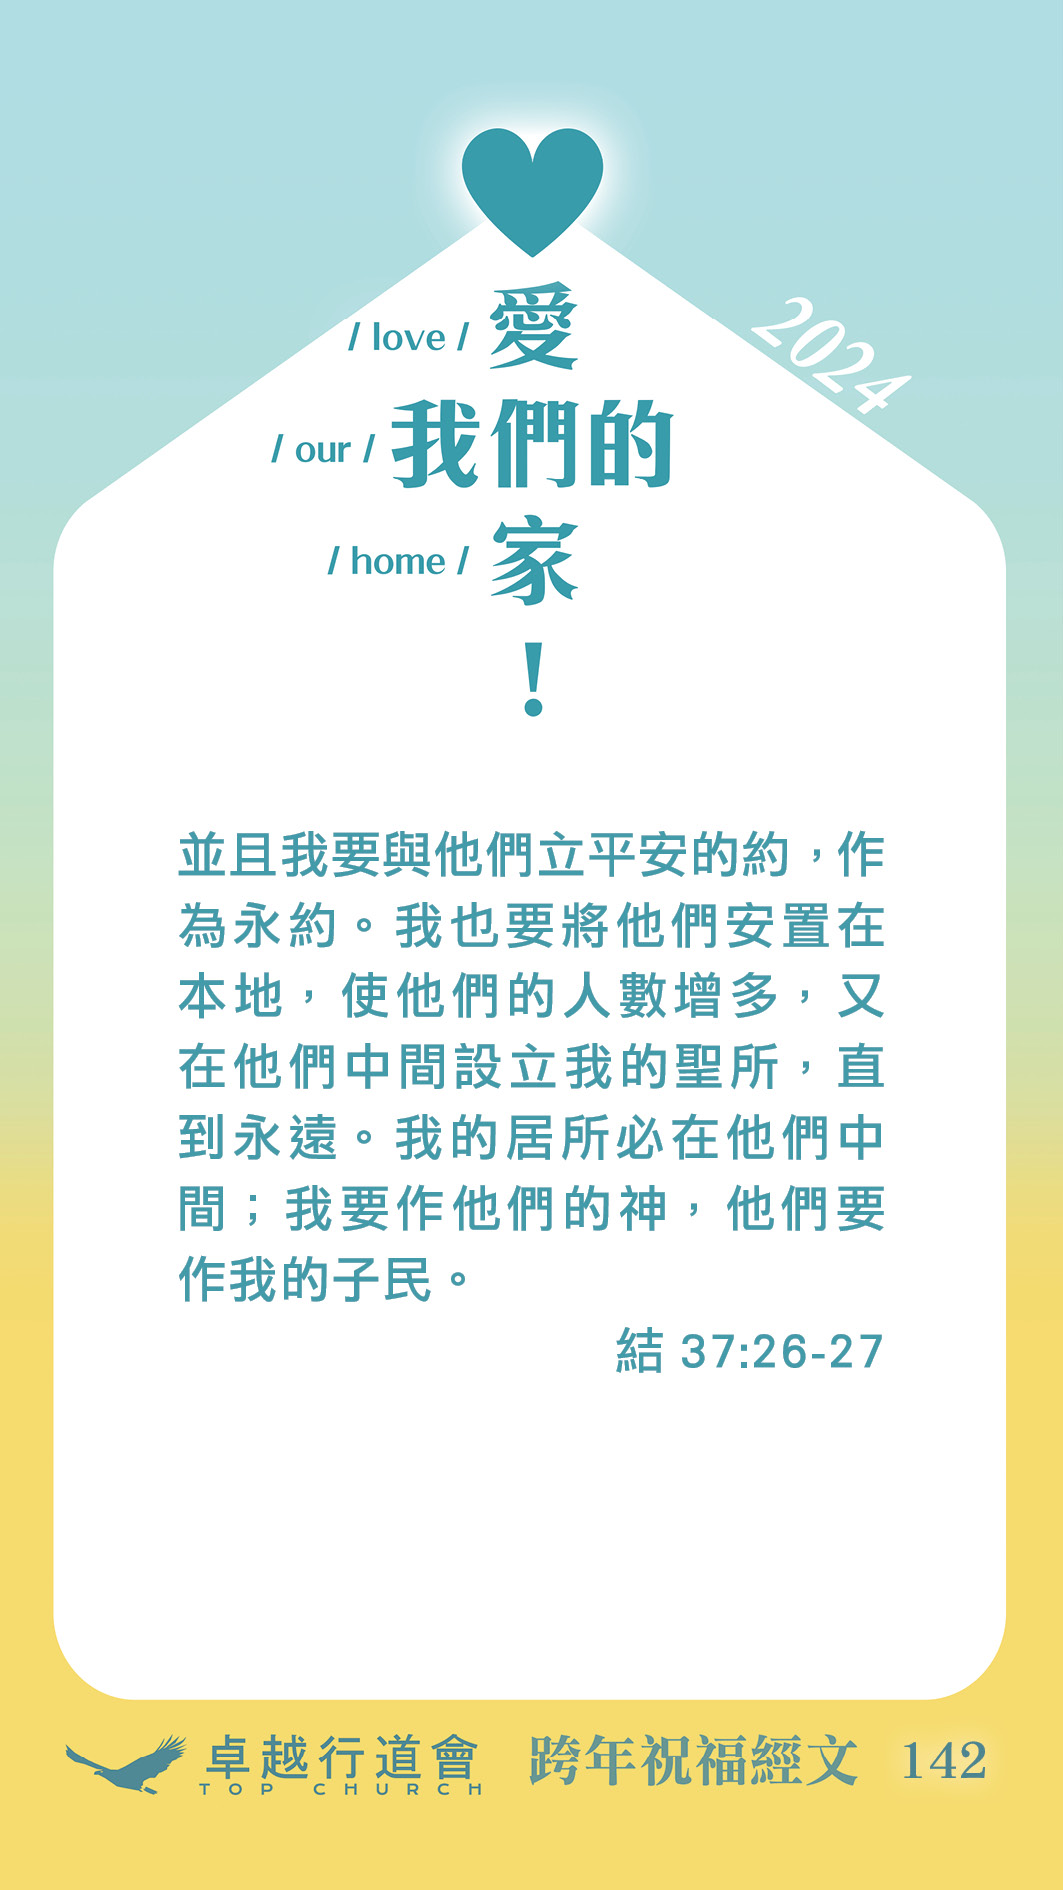 2024
/ love / 愛
/ our / 我們的
/ home / 家
！
並且我要與他們立平安的約，作
為永約。我也要將他們安置在
本地，使他們的人數增多，又
在他們中間設立我的聖所，直
到永遠。我的居所必在他們中
間；我要作他們的神，他們要
作我的子民。
結 37:26-27
卓越行道會
TOP CHURCH
跨年祝福經文 142